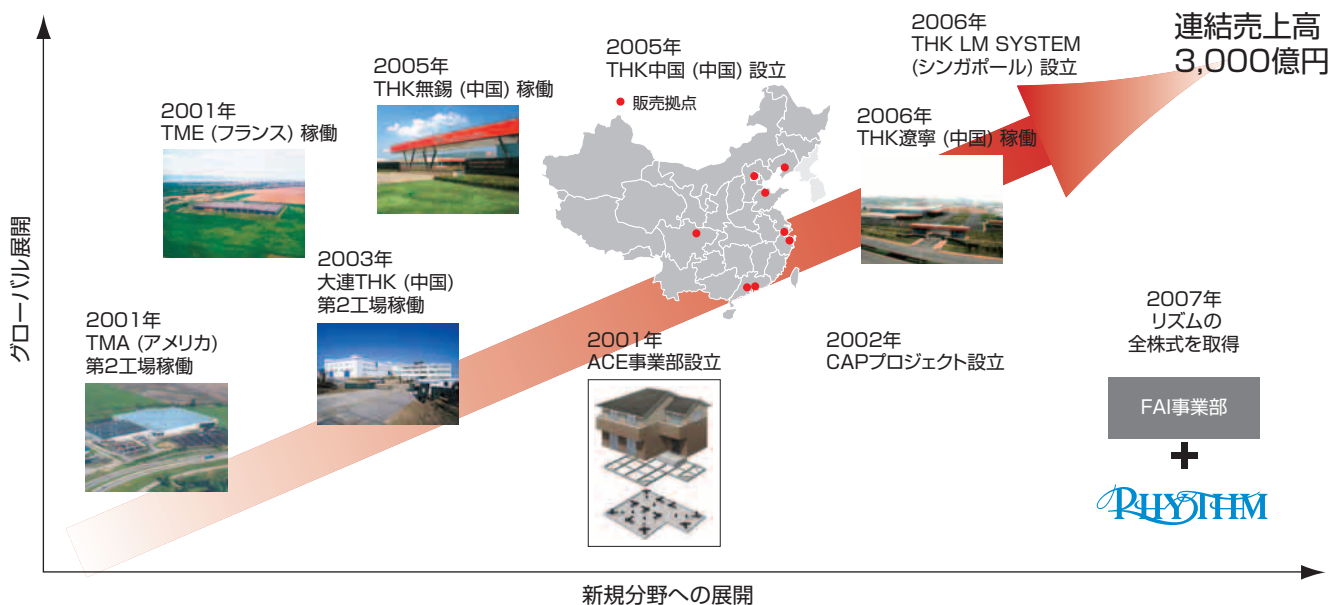 連結売上高
3,000億円
2006年
THK LM SYSTEM
(シンガポール) 設立
2005年
THK中国 (中国) 設立
販売拠点
2005年
THK無錫 (中国) 稼働
2001年
TME (フランス) 稼働
2006年
THK遼寧 (中国) 稼働
2003年
大連THK (中国)
第2工場稼働
2001年
TMA (アメリカ)
第2工場稼働
2001年
ACE事業部設立
2002年
CAPプロジェクト設立
2007年
リズムの
全株式を取得
FAI事業部
+
RHYTHM
グローバル展開
新規分野への展開